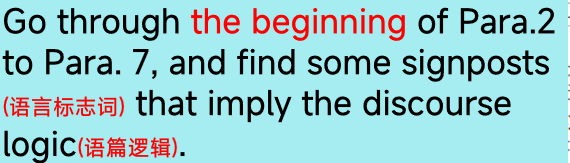 Go through the beginning of Para.2
to Para. 7, and find some signposts
(语言标志词) that imply the discourse
logic(语篇逻辑).